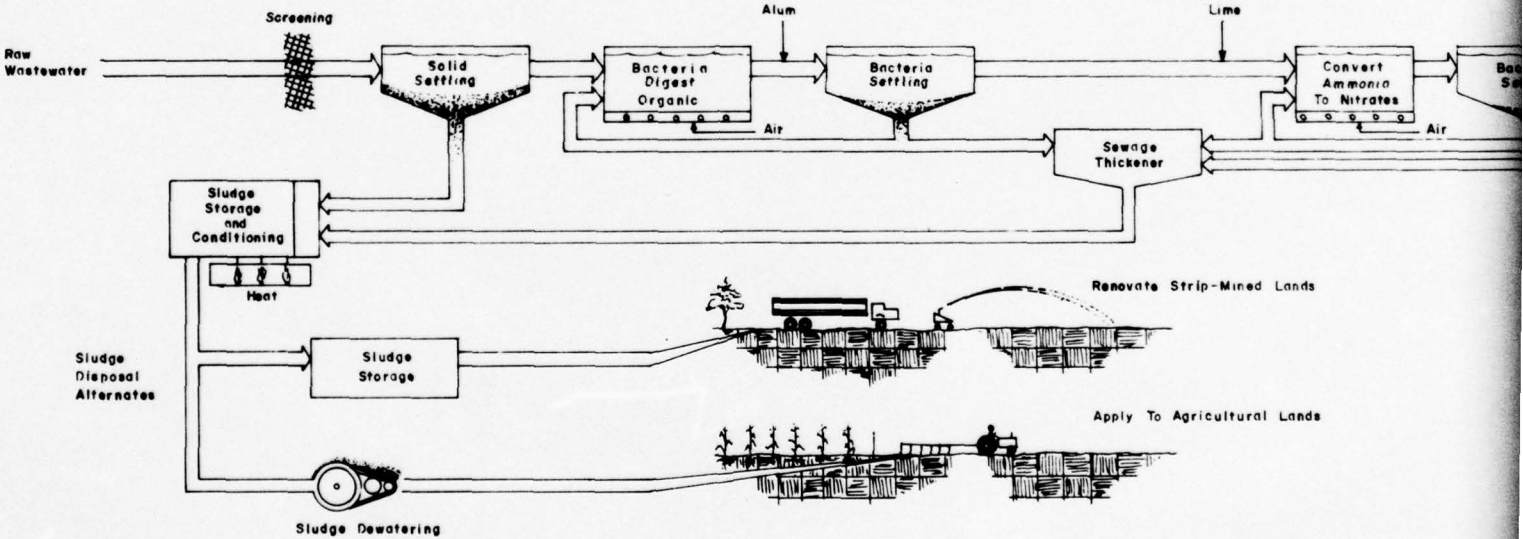 Screening
Alum
Lime
Raw
Wastewater
Solid
Settling
Bacteria
Digest
Organic
Bacteria
Settling
Convert
Ammonia
To Nitrates
Air
Air
Sewage
Thickener
Sludge
Storage
and
Conditioning
Heat
Renovate Strip-Mined Lands
Sludge
Disposal
Alternates
Sludge
Storage
Apply To Agricultural Lands
Sludge Dewatering